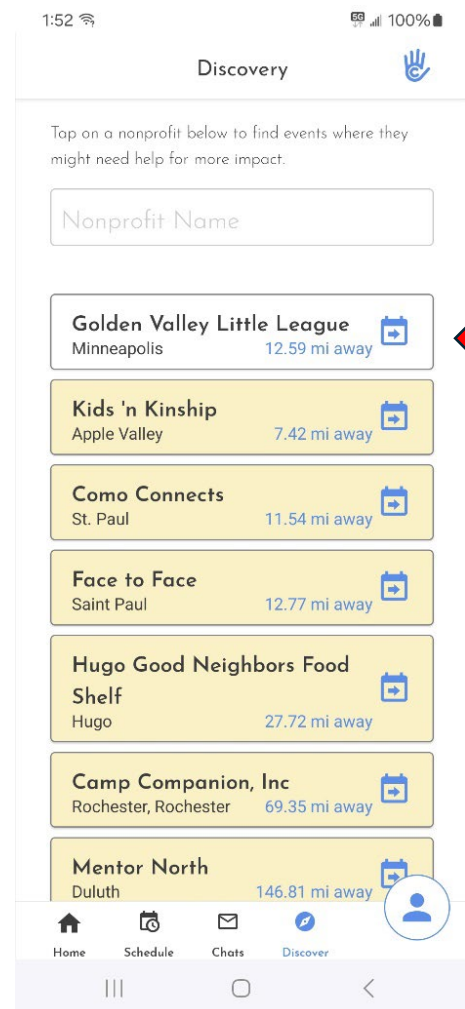 1:52
5G
100%
Discovery
Tap on a nonprofit below to find events where they
might need help for more impact.
Nonprofit Name
Golden Valley Little League
Minneapolis 12.59 mi away
Kids 'n Kinship
Apple Valley 7.42 mi away
Como Connects
St. Paul 11.54 mi away
Face to Face
Saint Paul 12.77 mi away
Hugo Good Neighbors Food
Shelf
Hugo 27.72 mi away
Camp Companion, Inc
Rochester, Rochester 69.35 mi away
Mentor North
Duluth 146.81 mi away
Home Schedule Chats Discover